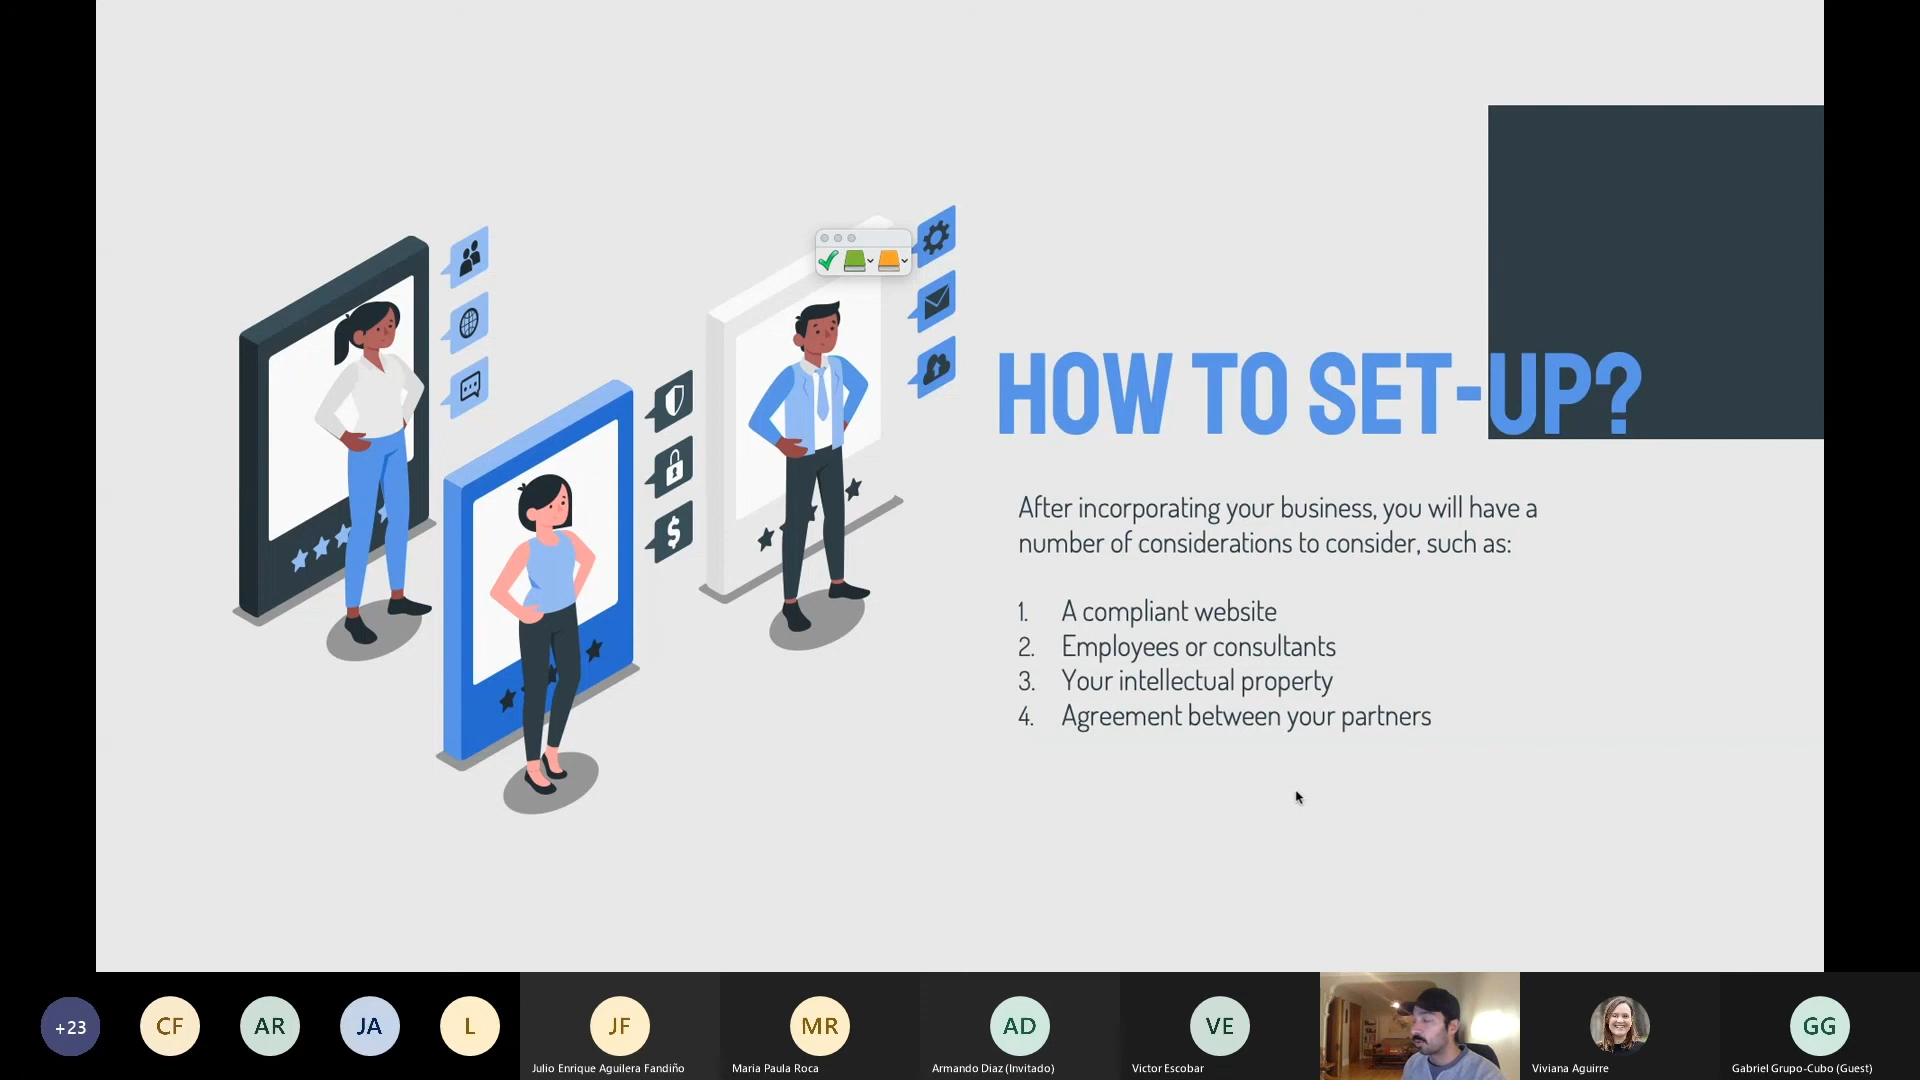 HOW TO SET-UP?
After incorporating your business, you will have a
number of considerations to consider, such as:
1. A compliant website
2. Employees or consultants
3. Your intellectual property
4. Agreement between your partners
+23
CF
AR
JA
L
JF
MR
AD
VE
GG
Julio Enrique Aguilera Fandiño
Maria Paula Roca
Armando Diaz (Invitado)
Victor Escobar
Viviana Aguirre
Gabriel Grupo-Cubo (Guest)